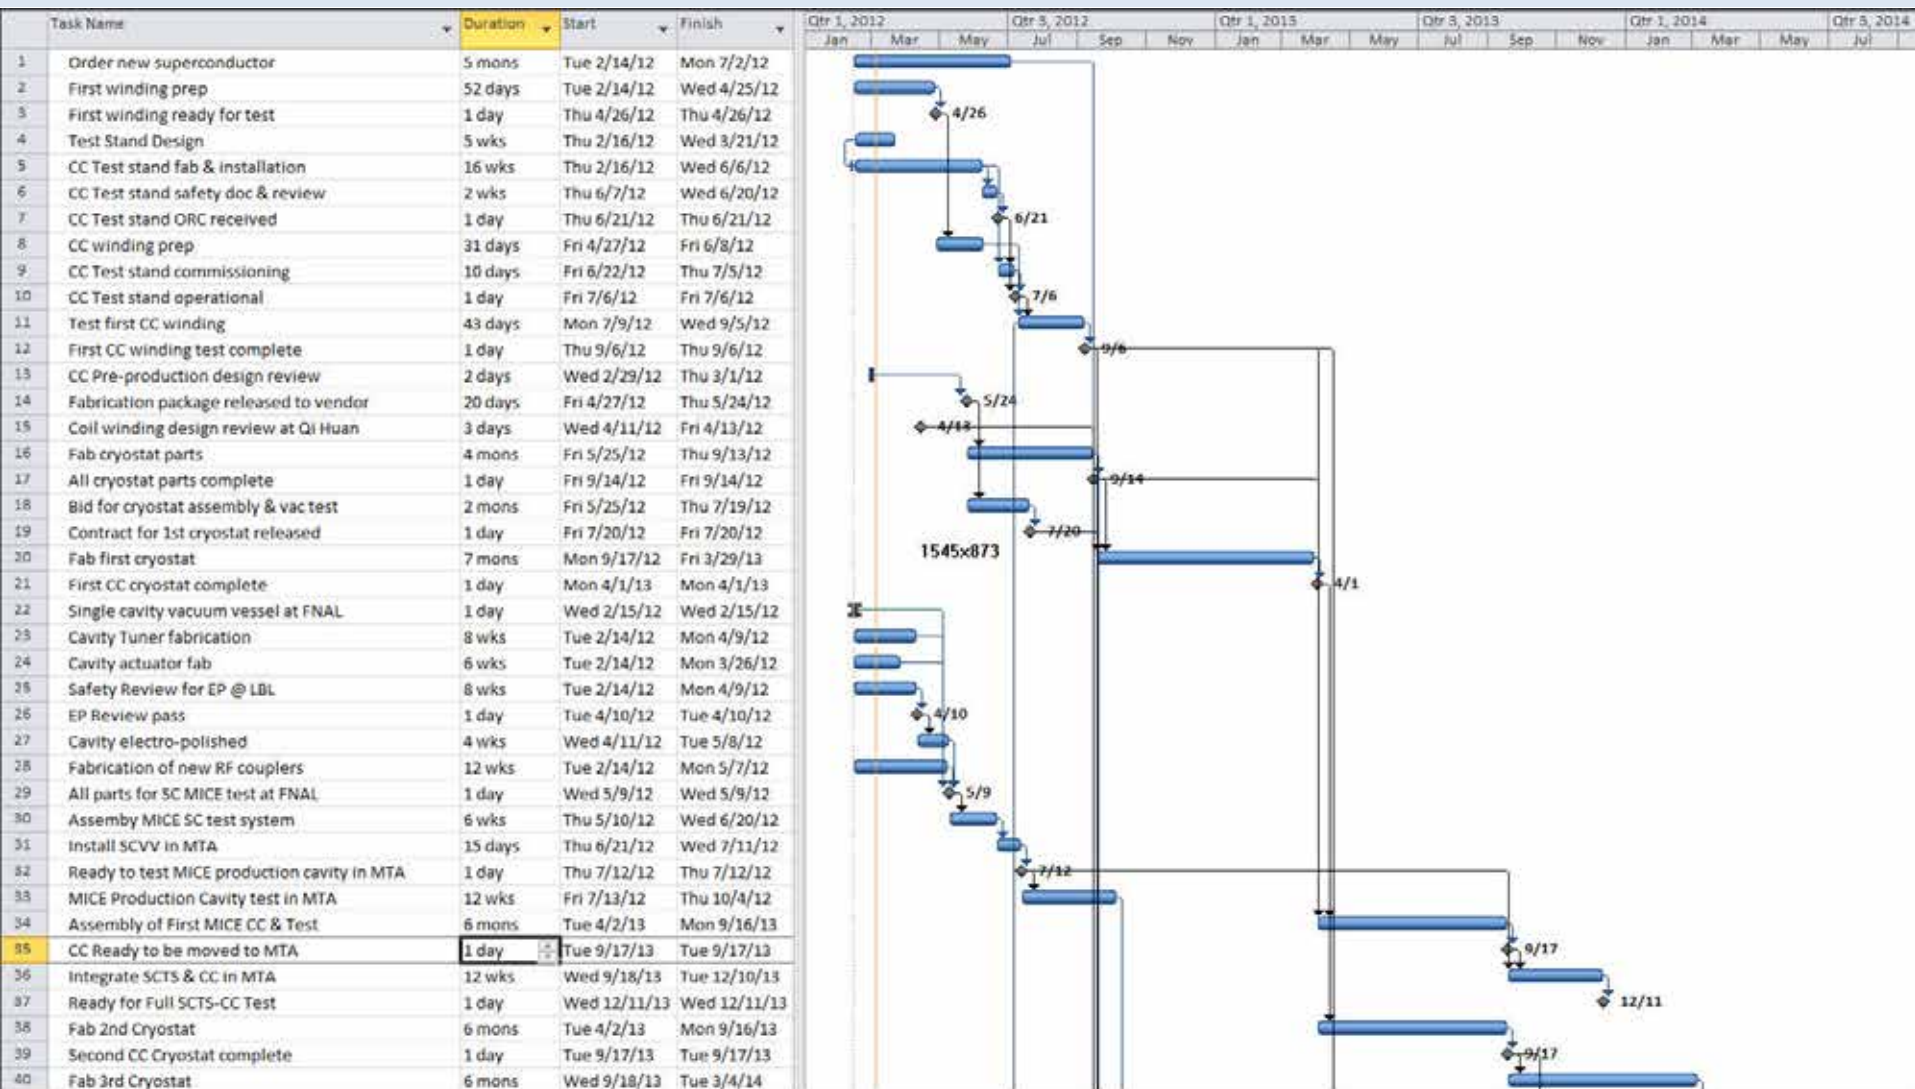 Task Name Duration Start Finish Qtr 1, 2012 Qtr 3, 2012 Qtr 1, 2013 Qtr 3, 2013 Qtr 1, 2014 Qtr 3, 2014
Jan Mar May Jul Sep Nov Jan Mar May Jul Sep Nov Jan Mar May Jul
1 Order new superconductor 5 mons Tue 2/14/12 Mon 7/2/12
2 First winding prep 52 days Tue 2/14/12 Wed 4/25/12
3 First winding ready for test 1 day Thu 4/26/12 Thu 4/26/12 4/26
4 Test Stand Design 5 wks Thu 2/16/12 Wed 3/21/12
5 CC Test stand fab & installation 16 wks Thu 2/16/12 Wed 6/6/12
6 CC Test stand safety doc & review 2 wks Thu 6/7/12 Wed 6/20/12
7 CC Test stand ORC received 1 day Thu 6/21/12 Thu 6/21/12 6/21
8 CC winding prep 31 days Fri 4/27/12 Fri 6/8/12
9 CC Test stand commissioning 10 days Fri 6/22/12 Thu 7/5/12
10 CC Test stand operational 1 day Fri 7/6/12 Fri 7/6/12 7/6
11 Test first CC winding 43 days Mon 7/9/12 Wed 9/5/12
12 First CC winding test complete 1 day Thu 9/6/12 Thu 9/6/12 9/6
13 CC Pre-production design review 2 days Wed 2/29/12 Thu 3/1/12
14 Fabrication package released to vendor 20 days Fri 4/27/12 Thu 5/24/12 5/24
15 Coil winding design review at Qi Huan 3 days Wed 4/11/12 Fri 4/13/12 4/13
16 Fab cryostat parts 4 mons Fri 5/25/12 Thu 9/13/12
17 All cryostat parts complete 1 day Fri 9/14/12 Fri 9/14/12 9/14
18 Bid for cryostat assembly & vac test 2 mons Fri 5/25/12 Thu 7/19/12
19 Contract for 1st cryostat released 1 day Fri 7/20/12 Fri 7/20/12 7/20
1545x873
20 Fab first cryostat 7 mons Mon 9/17/12 Fri 3/29/13
21 First CC cryostat complete 1 day Mon 4/1/13 Mon 4/1/13 4/1
22 Single cavity vacuum vessel at FNAL 1 day Wed 2/15/12 Wed 2/15/12
23 Cavity Tuner fabrication 8 wks Tue 2/14/12 Mon 4/9/12
24 Cavity actuator fab 6 wks Tue 2/14/12 Mon 3/26/12
25 Safety Review for EP @ LBL 8 wks Tue 2/14/12 Mon 4/9/12
26 EP Review pass 1 day Tue 4/10/12 Tue 4/10/12 4/10
27 Cavity electro-polished 4 wks Wed 4/11/12 Tue 5/8/12
28 Fabrication of new RF couplers 12 wks Tue 2/14/12 Mon 5/7/12
29 All parts for SC MICE test at FNAL 1 day Wed 5/9/12 Wed 5/9/12 5/9
30 Assemby MICE SC test system 6 wks Thu 5/10/12 Wed 6/20/12
31 Install SCVV in MTA 15 days Thu 6/21/12 Wed 7/11/12
32 Ready to test MICE production cavity in MTA 1 day Thu 7/12/12 Thu 7/12/12 7/12
33 MICE Production Cavity test in MTA 12 wks Fri 7/13/12 Thu 10/4/12
34 Assembly of First MICE CC & Test 6 mons Tue 4/2/13 Mon 9/16/13
35 CC Ready to be moved to MTA 1 day Tue 9/17/13 Tue 9/17/13 9/17
36 Integrate SCTS & CC in MTA 12 wks Wed 9/18/13 Tue 12/10/13
37 Ready for Full SCTS-CC Test 1 day Wed 12/11/13 Wed 12/11/13 12/11
38 Fab 2nd Cryostat 6 mons Tue 4/2/13 Mon 9/16/13
39 Second CC Cryostat complete 1 day Tue 9/17/13 Tue 9/17/13 9/17
40 Fab 3rd Cryostat 6 mons Wed 9/18/13 Tue 3/4/14